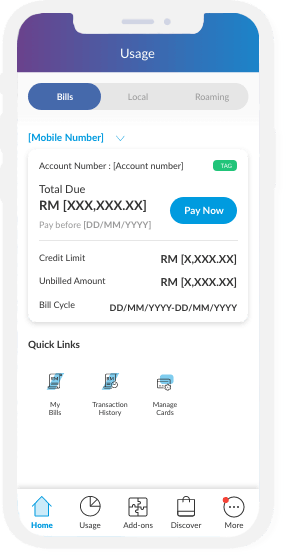 Usage
Bills Local Roaming
[Mobile Number]
Account Number : [Account number] TAG
Total Due
RM [XXX,XXX.XX]
Pay Now
Pay before [DD/MM/YYYY]
Credit Limit RM [X,XXX.XX]
Unbilled Amount RM [X,XXX.XX]
Bill Cycle DD/MM/YYYY-DD/MM/YYYY
Quick Links
My Transaction Manage
Bills History Cards
Home Usage Add-ons Discover More